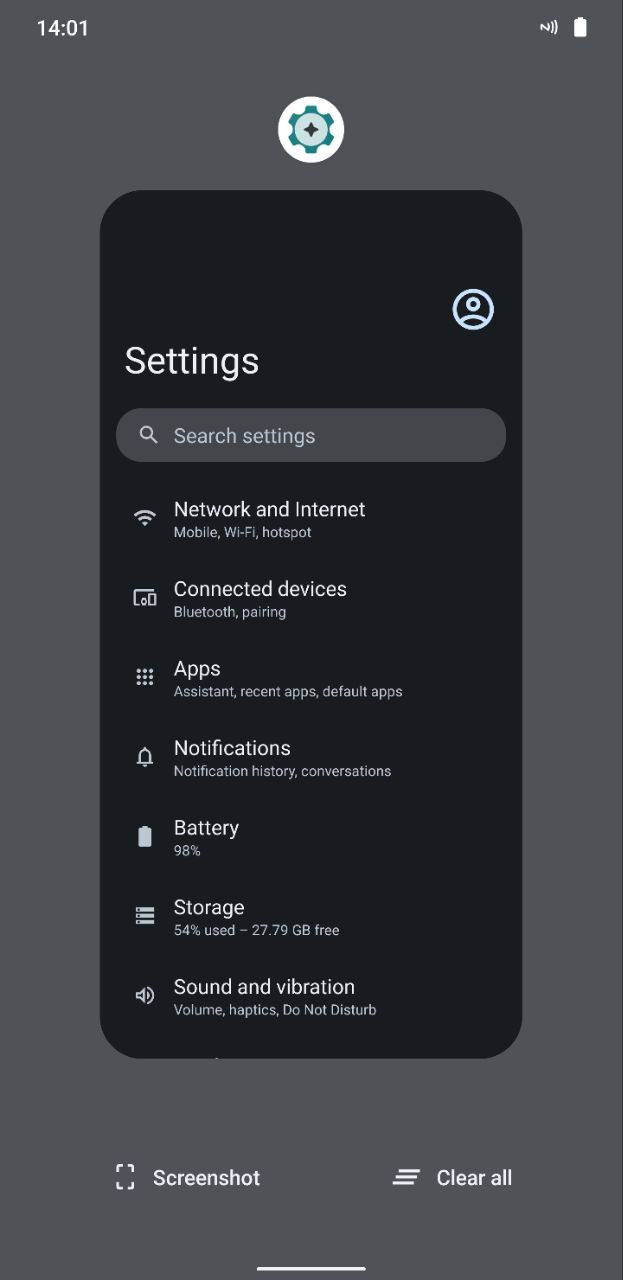 14:01
Settings
Search settings
Network and Internet
Mobile, Wi-Fi, hotspot
Connected devices
Bluetooth, pairing
Apps
Assistant, recent apps, default apps
Notifications
Notification history, conversations
Battery
98%
Storage
54% used – 27.79 GB free
Sound and vibration
Volume, haptics, Do Not Disturb
Screenshot
Clear all